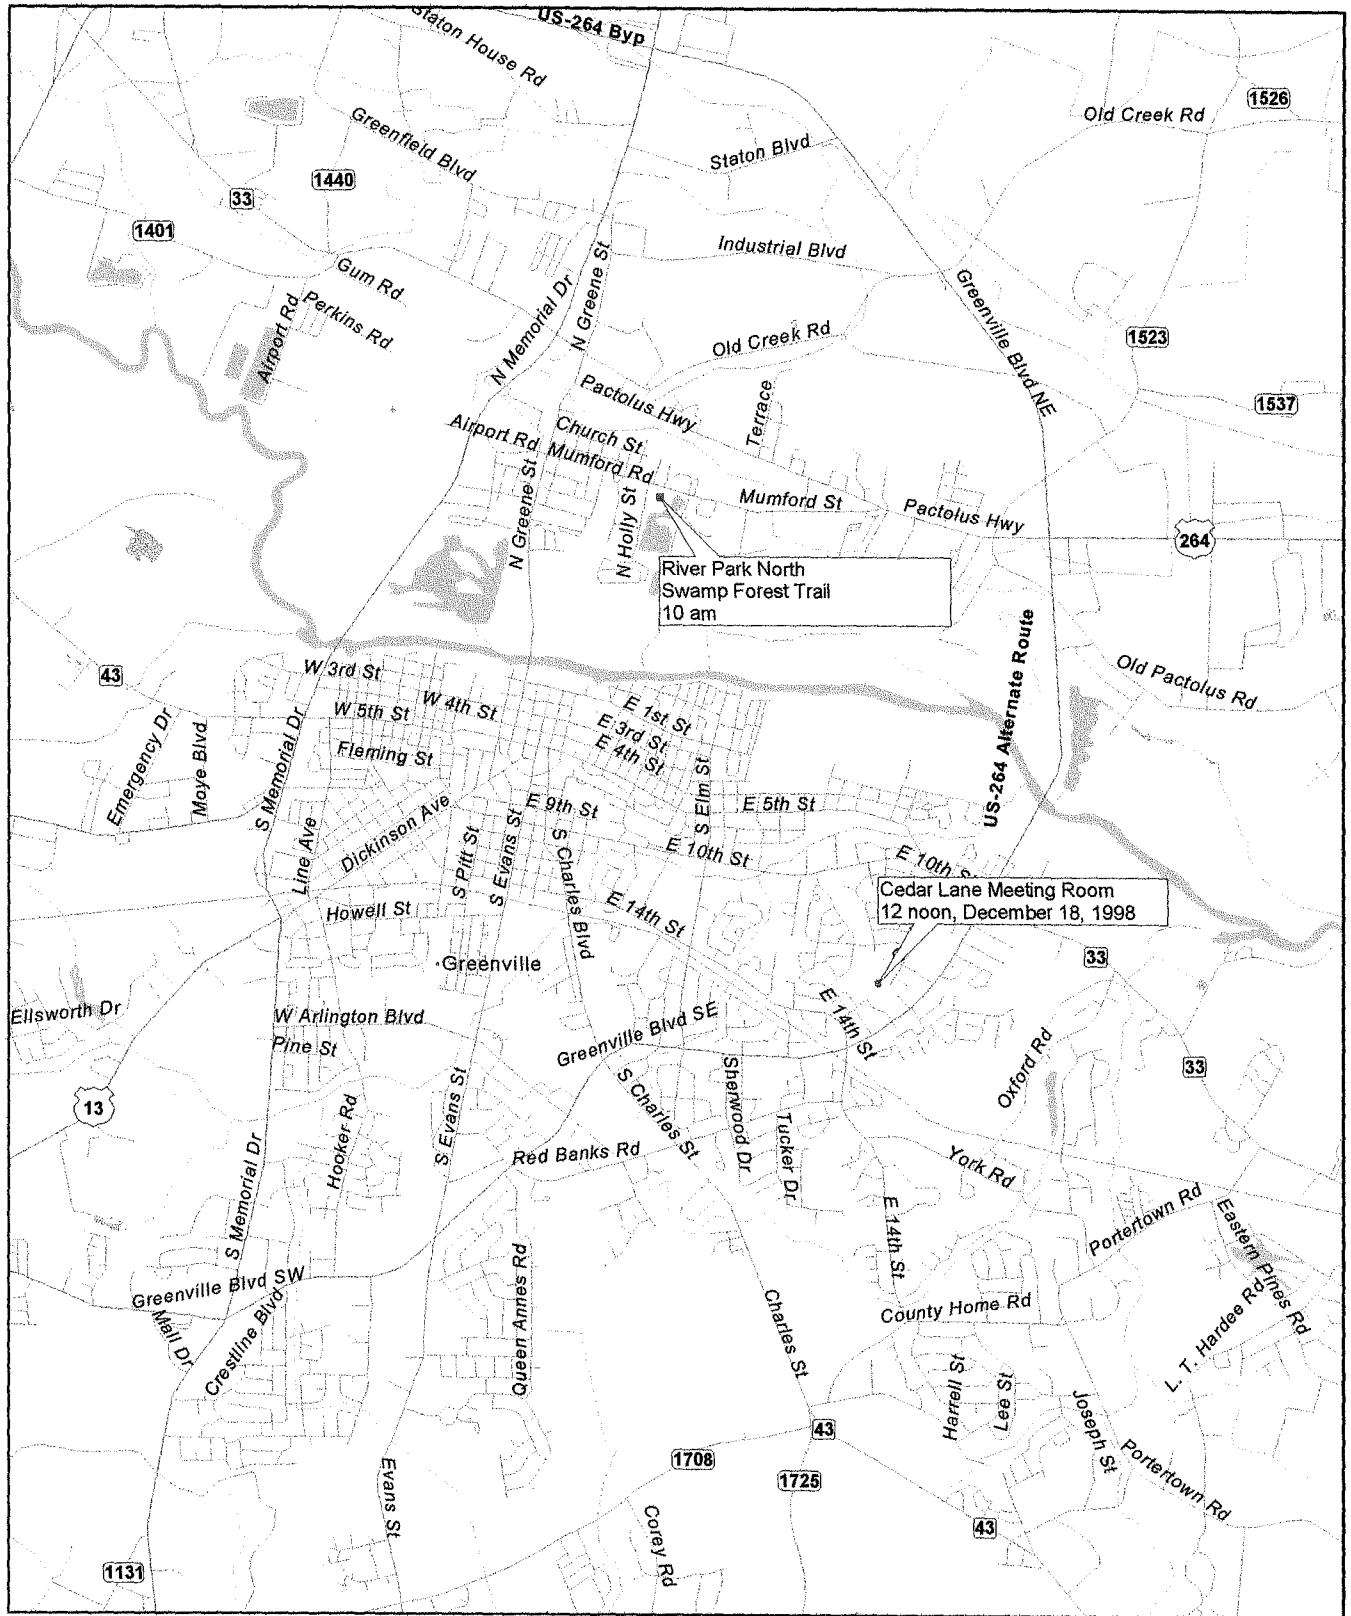 US-264 Byp
Staton House Rd
1526
Old Creek Rd
Greenfield Blvd
Staton Blvd
1440
33
1401
Industrial Blvd
N Greene St
Gum Rd
Perkins Rd
Airport Rd
N Memorial Dr
Greenville Blvd NE
Old Creek Rd
1523
Pactolus Hwy
Terrace
1537
Church St
Airport Rd
Mumford Rd
N Greene St
N Holly St
Mumford St
Pactolus Hwy
264
River Park North
Swamp Forest Trail
10 am
US-264 Alternate Route
Old Pactolus Rd
43
W 3rd St
W 4th St
W 5th St
E 1st St
E 3rd St
E 4th St
Emergency Dr
Moye Blvd
S Memorial Dr
Fleming St
S Elm St
E 5th St
E 9th St
Line Ave
Dickinson Ave
S Pitt St
S Evans St
S Charles Blvd
E 10th St
E 10th St
Cedar Lane Meeting Room
12 noon, December 18, 1998
Howell St
E 14th St
33
Greenville
Ellsworth Dr
W Arlington Blvd
Pine St
Greenville Blvd SE
E 14th St
Oxford Rd
33
13
Hooker Rd
S Evans St
S Charles St
Sherwood Dr
Tucker Dr
Red Banks Rd
York Rd
S Memorial Dr
E 14th St
Portertown Rd
Eastern Pines Rd
Greenville Blvd SW
Mall Dr
Crestline Blvd
Queen Annes Rd
Charles St
County Home Rd
L. T. Hardee Rd
Harrell St
Lee St
Joseph St
43
1708
1725
Portertown Rd
Evans St
Corey Rd
43
1131